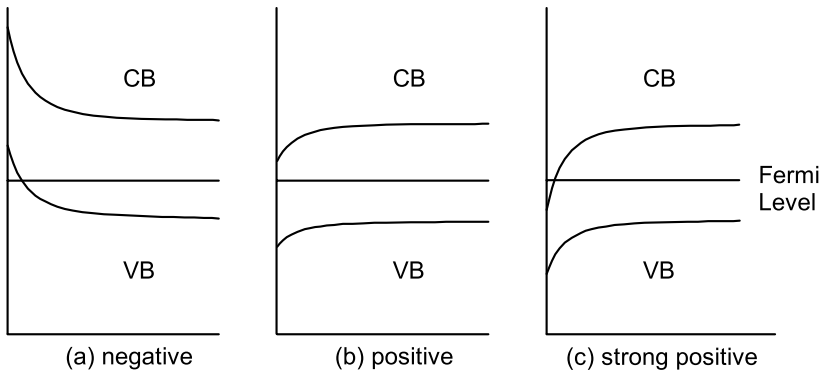 CB
CB
CB
Fermi
Level
VB
VB
VB
(a) negative
(b) positive
(c) strong positive